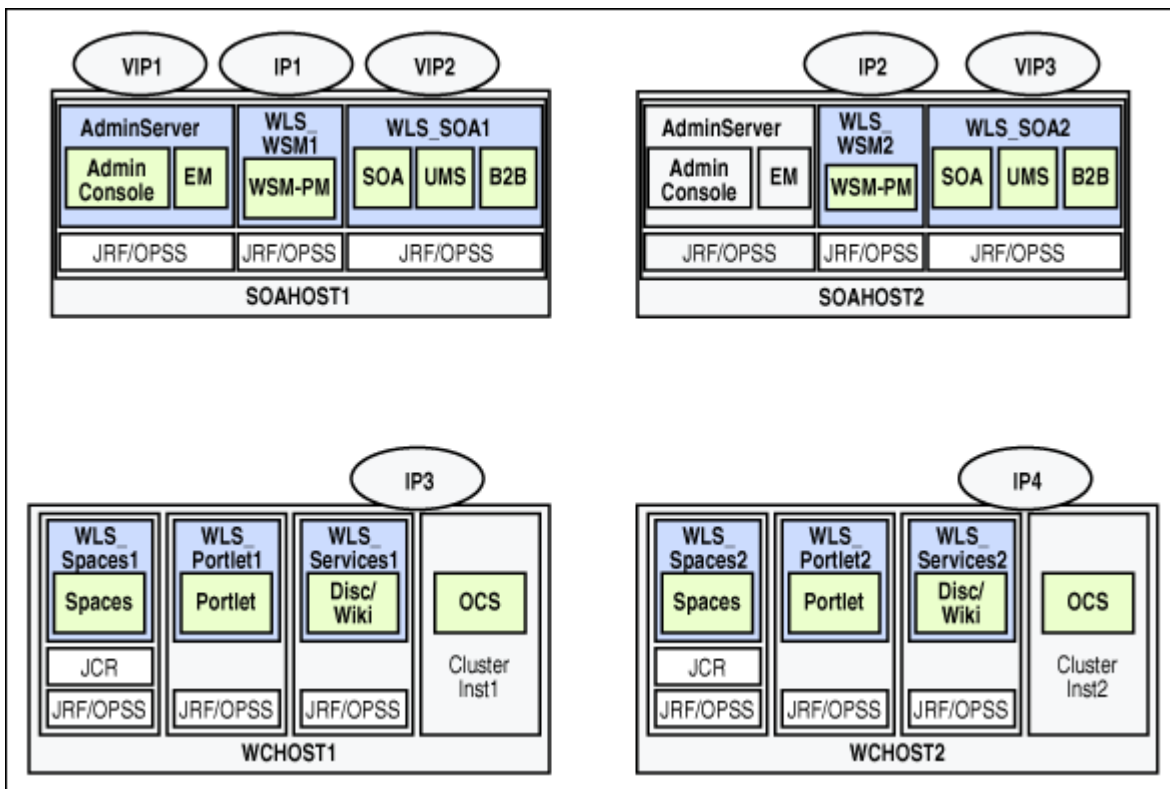 VIP1
IP1
VIP2
AdminServer
Admin
Console
EM
WLS_
WSM1
WSM-PM
WLS_SOA1
SOA
UMS
B2B
JRF/OPSS
JRF/OPSS
JRF/OPSS
SOAHOST1
IP2
VIP3
AdminServer
Admin
Console
EM
WLS_
WSM2
WSM-PM
WLS_SOA2
SOA
UMS
B2B
JRF/OPSS
JRF/OPSS
JRF/OPSS
SOAHOST2
IP3
WLS_
Spaces1
Spaces
JCR
JRF/OPSS
WLS_
Portlet1
Portlet
JRF/OPSS
WLS_
Services1
Disc/
Wiki
JRF/OPSS
OCS
Cluster
Inst1
WCHOST1
IP4
WLS_
Spaces2
Spaces
JCR
JRF/OPSS
WLS_
Portlet2
Portlet
JRF/OPSS
WLS_
Services2
Disc/
Wiki
JRF/OPSS
OCS
Cluster
Inst2
WCHOST2